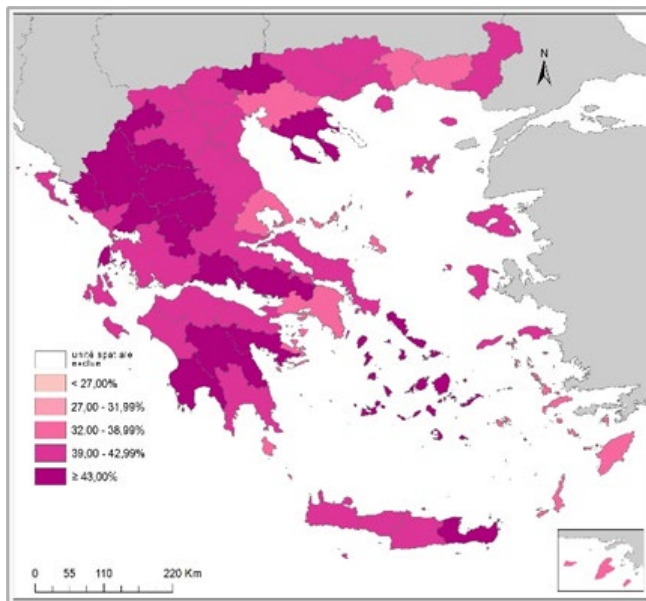 N
unité spatiale
exclue
< 27,00%
27,00 - 31,99%
32,00 - 38,99%
39,00 - 42,99%
≥ 43,00%
0 55 110 220 Km